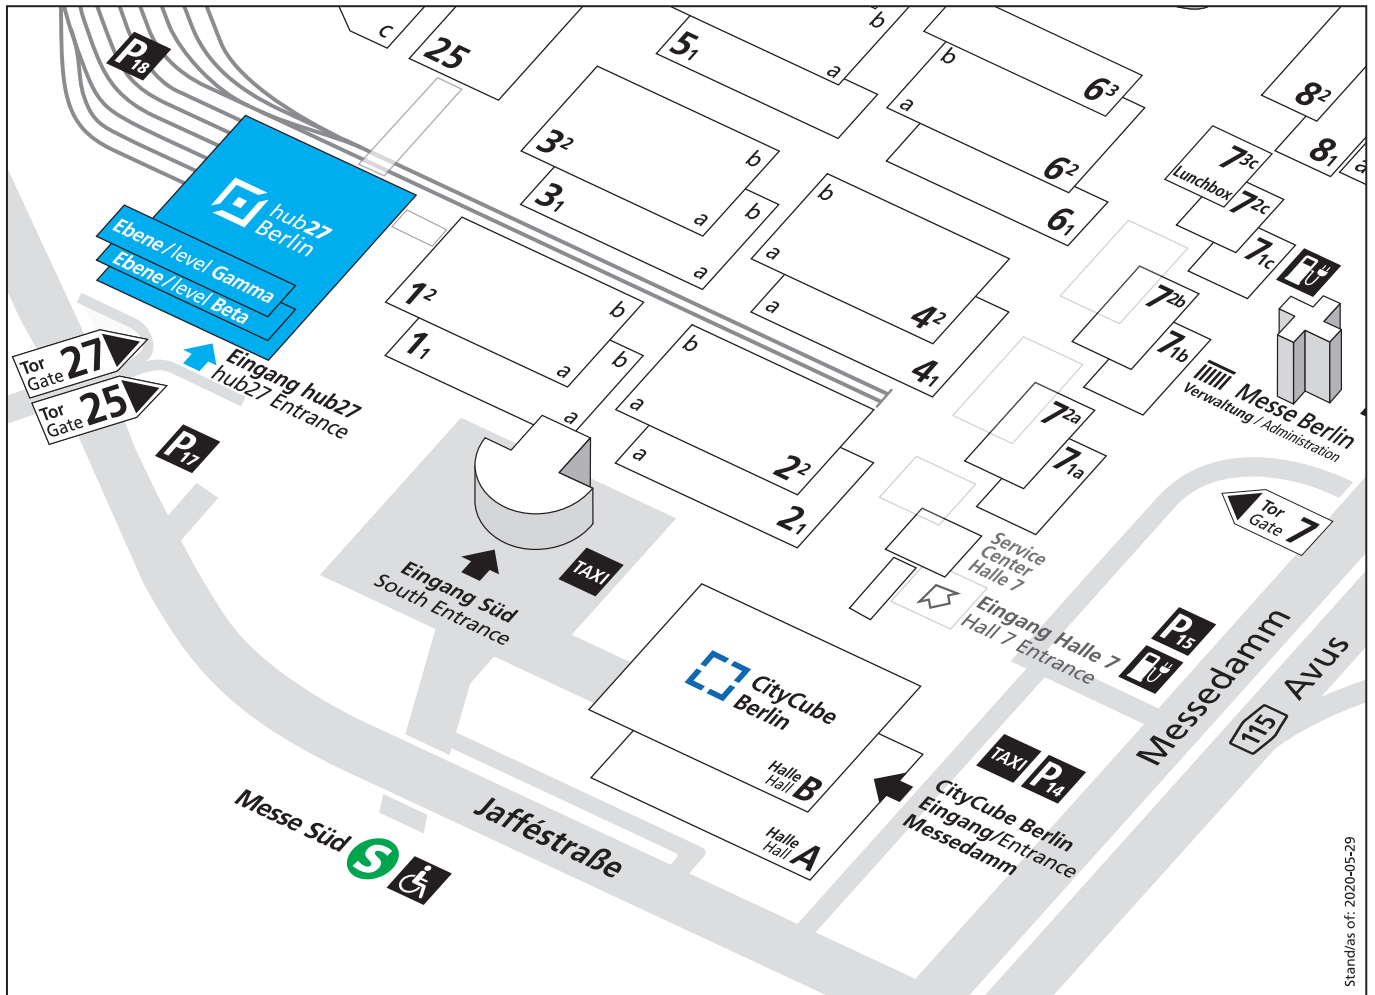 c
25
P18
5₁
a
b
6³
b
a
6²
6₁
8²
8₁
a
3²
b
a
3₁
b
a
7³ᶜ
Lunchbox
7²ᶜ
7₁c
hub27
Berlin
Ebene/level Gamma
Ebene/level Beta
b
a
4²
a
4₁
7²ᵇ
7₁b
1²
b
a
1₁
b
a
Tor
Gate 27
Tor
Gate 25
Eingang hub27
hub27 Entrance
P17
b
a
2²
a
2₁
7²ᵃ
7₁a
Messe Berlin
Verwaltung / Administration
Tor
Gate 7
Service
Center
Halle 7
Eingang Halle 7
Hall 7 Entrance
TAXI
Eingang Süd
South Entrance
P15
Messedamm
Avus
115
CityCube
Berlin
Halle
Hall B
Halle
Hall A
TAXI
P14
CityCube Berlin
Eingang/Entrance
Messedamm
Messe Süd
S
Jafféstraße
Stand/as of: 2020-05-29